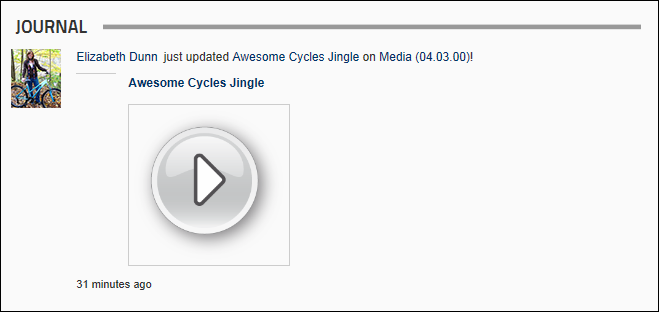 JOURNAL
Elizabeth Dunn just updated Awesome Cycles Jingle on Media (04.03.00)!
Awesome Cycles Jingle
31 minutes ago